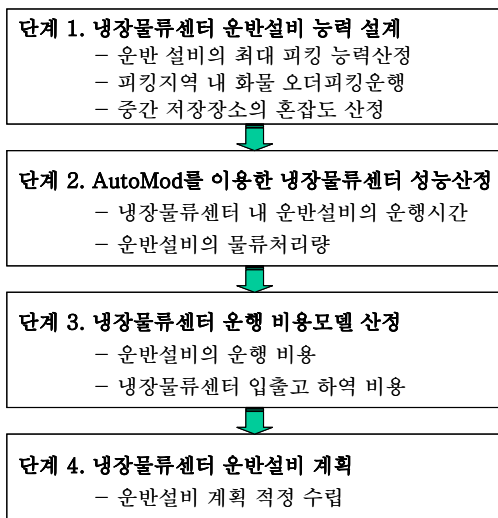 단계 1. 냉장물류센터 운반설비 능력 설계
– 운반 설비의 최대 피킹 능력산정
– 피킹지역 내 화물 오더피킹운행
– 중간 저장장소의 혼잡도 산정
단계 2. AutoMod를 이용한 냉장물류센터 성능산정
– 냉장물류센터 내 운반설비의 운행시간
– 운반설비의 물류처리량
단계 3. 냉장물류센터 운행 비용모델 산정
– 운반설비의 운행 비용
– 냉장물류센터 입출고 하역 비용
단계 4. 냉장물류센터 운반설비 계획
– 운반설비 계획 적정 수립